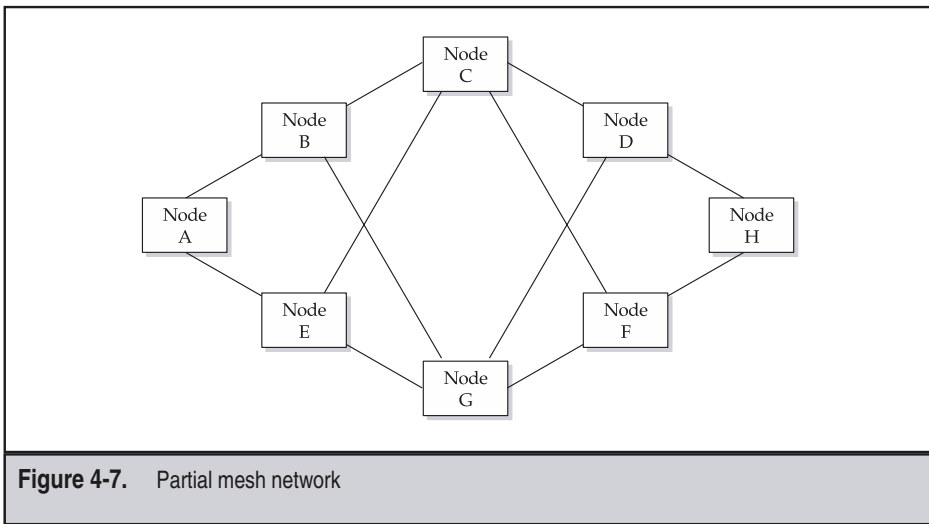 Node
C
Node
B
Node
D
Node
A
Node
H
Node
E
Node
F
Node
G
Figure 4-7. Partial mesh network